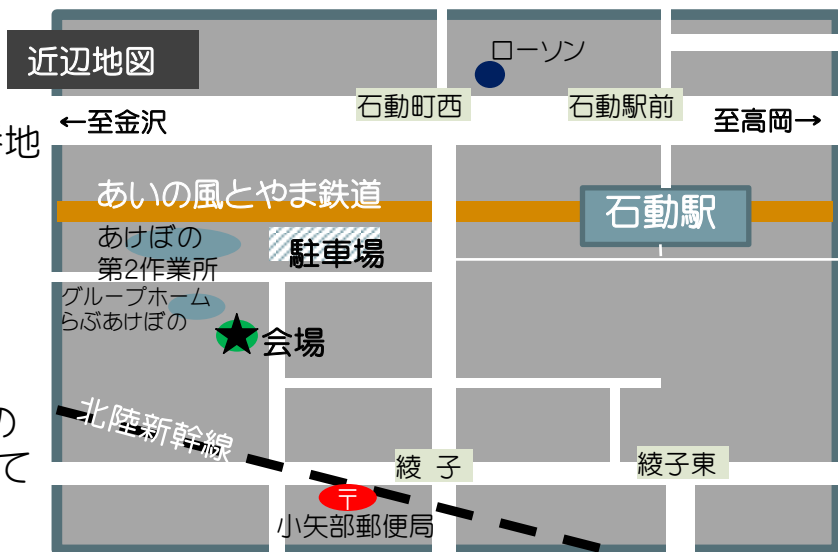 近辺地図
ローソン
石動町西
石動駅前
←至金沢
至高岡→
地
あいの風とやま鉄道
石動駅
あけぼの
第2作業所
駐車場
グループホーム
らぶあけぼの
会場
の
て
北陸新幹線
綾 子
綾子東
〒
小矢部郵便局